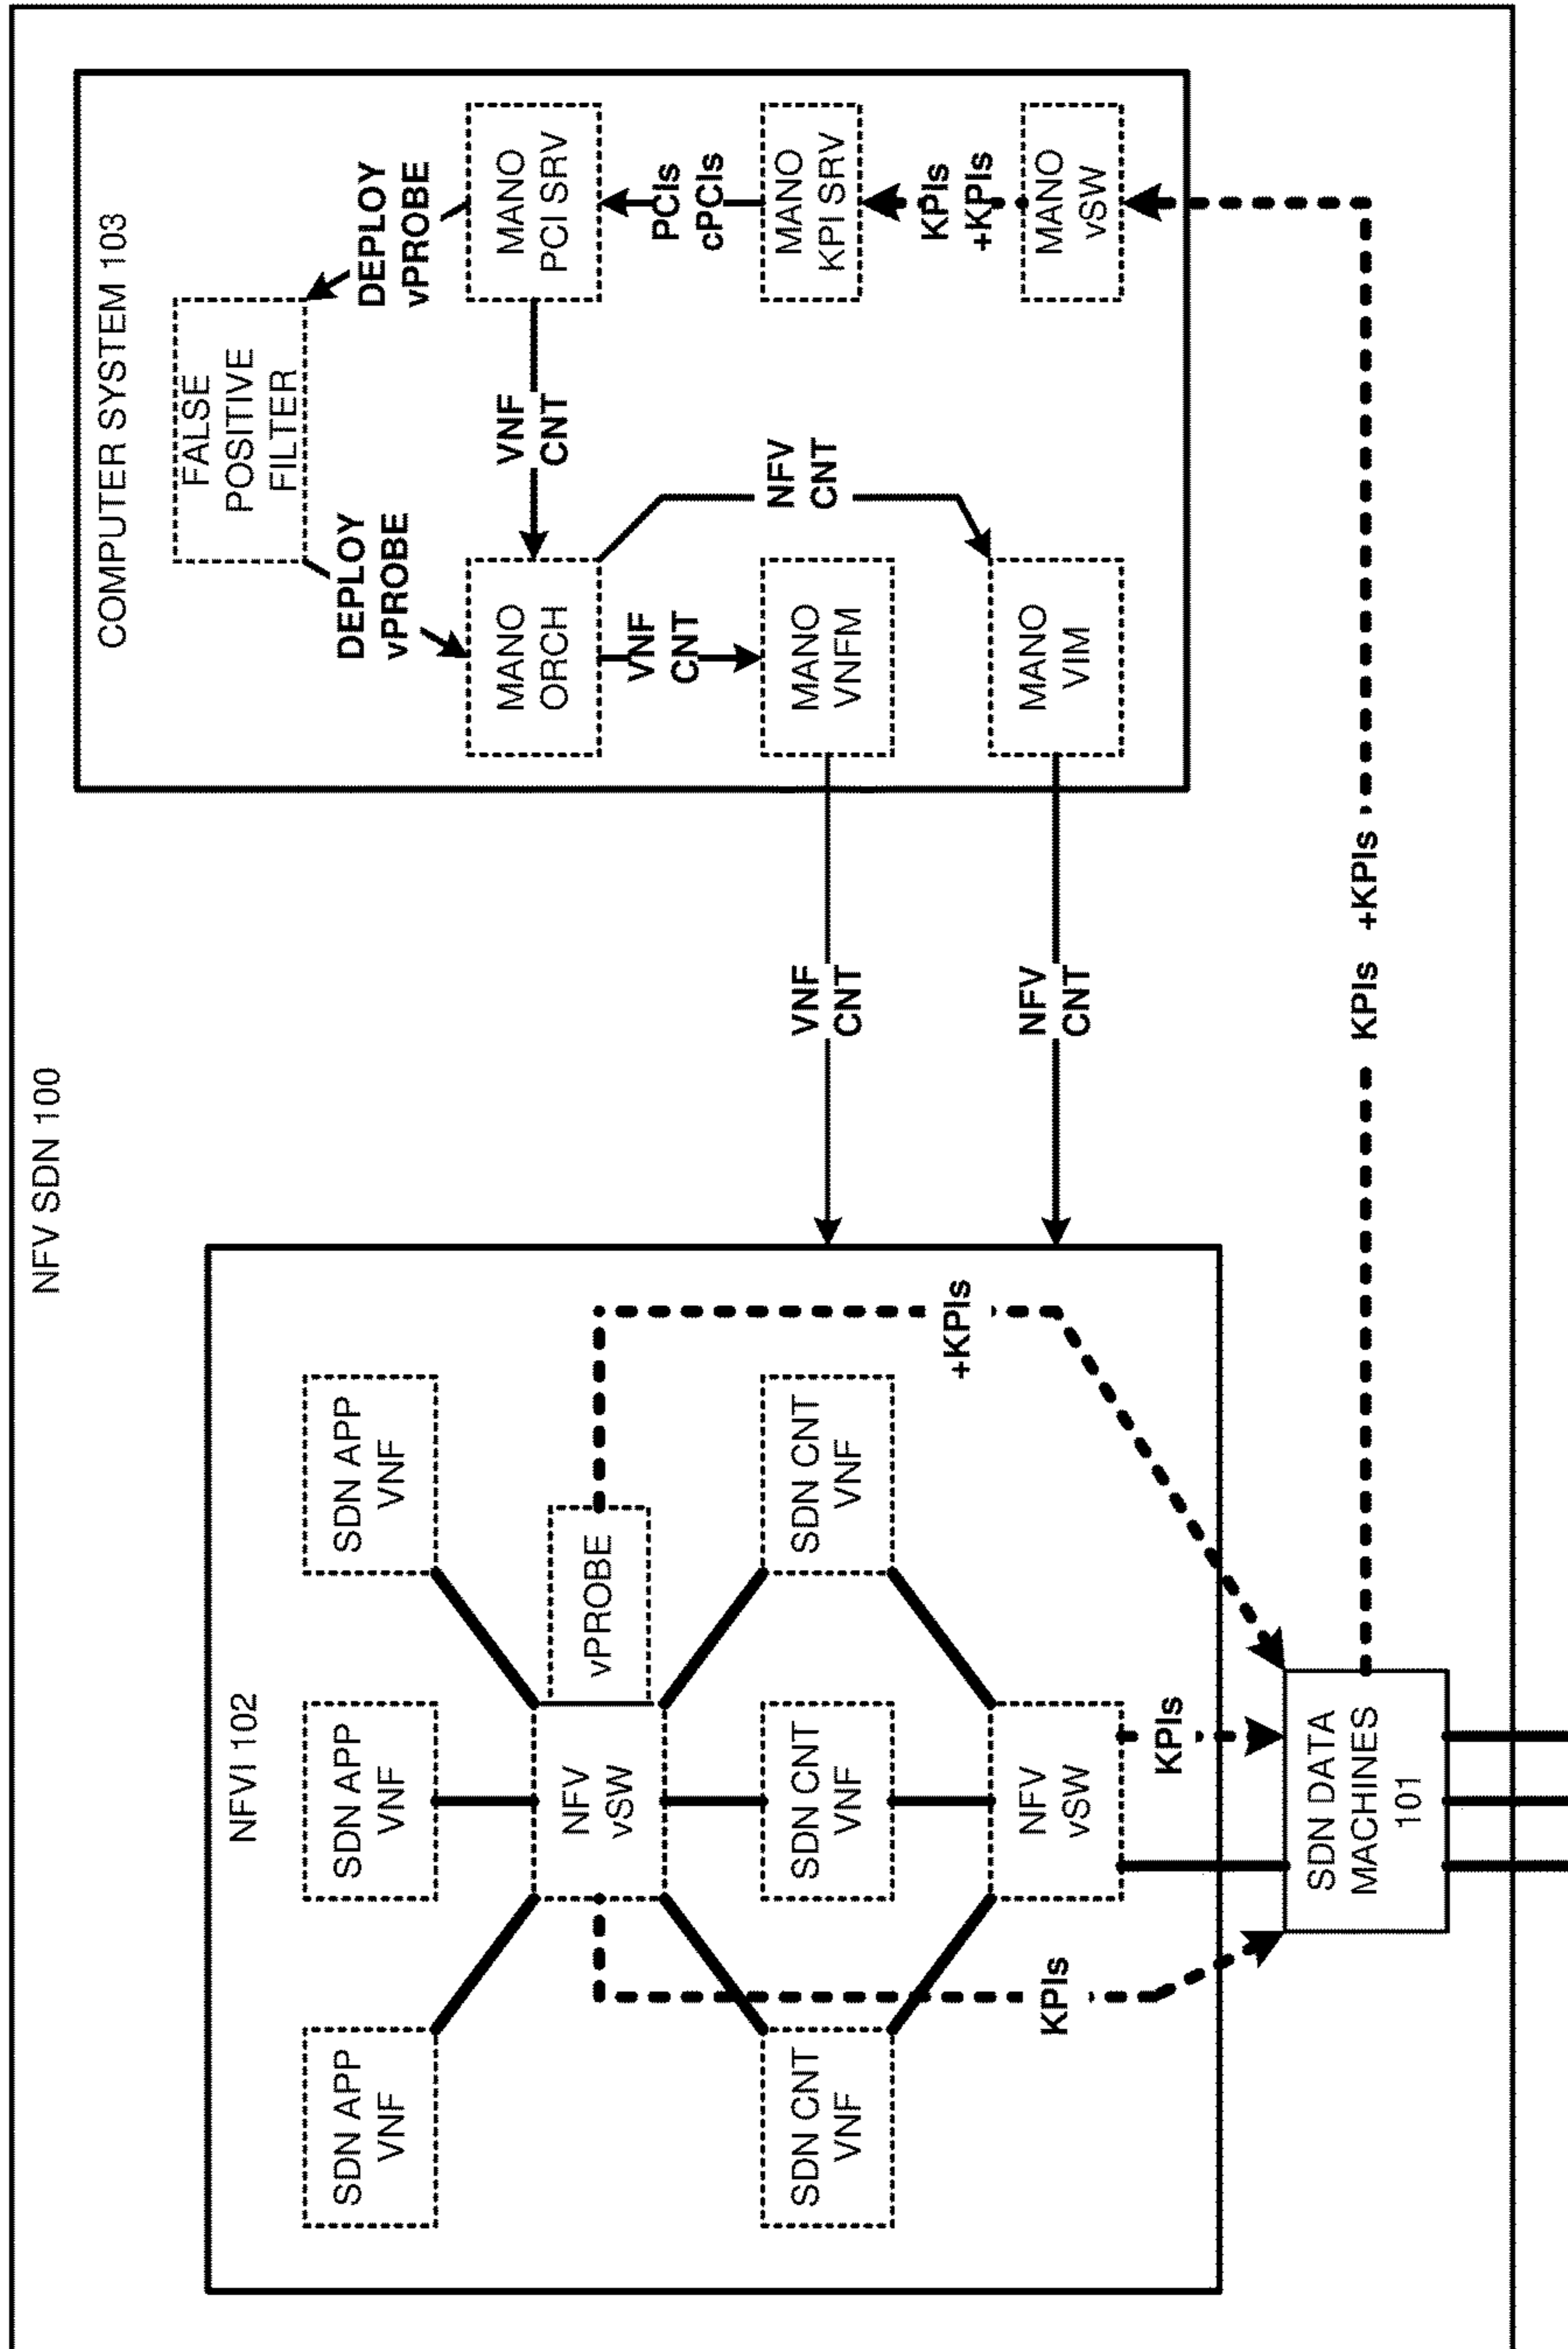 NFV SDN 100
NFVI 102
SDN APP
VNF
SDN APP
VNF
SDN APP
VNF
NFV
vSW
vPROBE
SDN CNT
VNF
SDN CNT
VNF
SDN CNT
VNF
+KPIs
NFV
vSW
KPIs
KPIs
SDN DATA
MACHINES
101
VNF
CNT
NFV
CNT
KPIs +KPIs
COMPUTER SYSTEM 103
FALSE
POSITIVE
FILTER
DEPLOY
vPROBE
DEPLOY
vPROBE
MANO
ORCH
VNF
CNT
MANO
PCI SRV
VNF
CNT
NFV
CNT
PCIs
cPCIs
MANO
VNFM
MANO
KPI SRV
KPIs
+KPIs
MANO
VIM
MANO
vSW